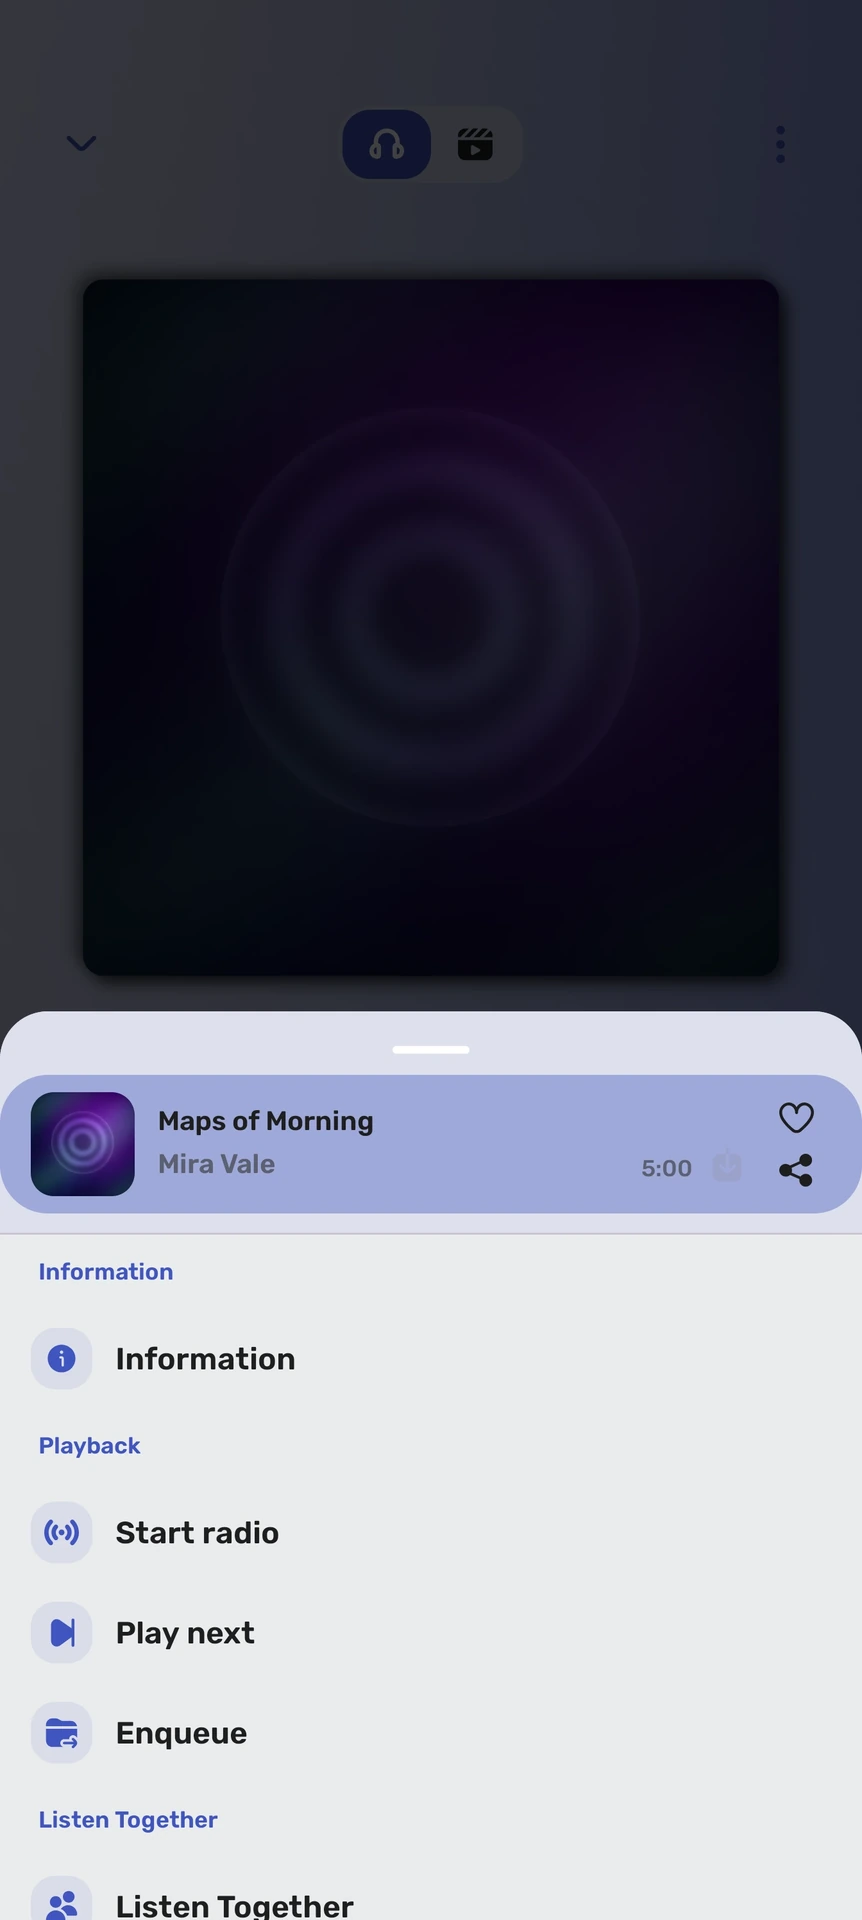 Maps of Morning
Mira Vale
5:00
Information
Information
Playback
Start radio
Play next
Enqueue
Listen Together
Listen Together